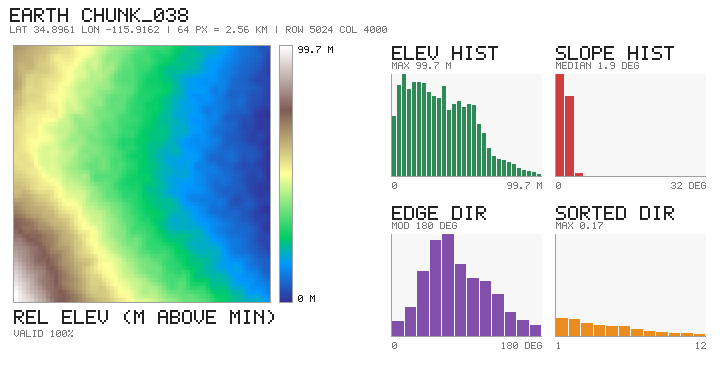 EARTH CHUNK_038
LAT 34.8961 LON -115.9162 | 64 PX = 2.56 KM | ROW 5024 COL 4000
99.7 M
0 M
REL ELEV (M ABOVE MIN)
VALID 100%
ELEV HIST
MAX 99.7 M
0 99.7 M
SLOPE HIST
MEDIAN 1.9 DEG
0 32 DEG
EDGE DIR
MOD 180 DEG
0 180 DEG
SORTED DIR
MAX 0.17
1 12